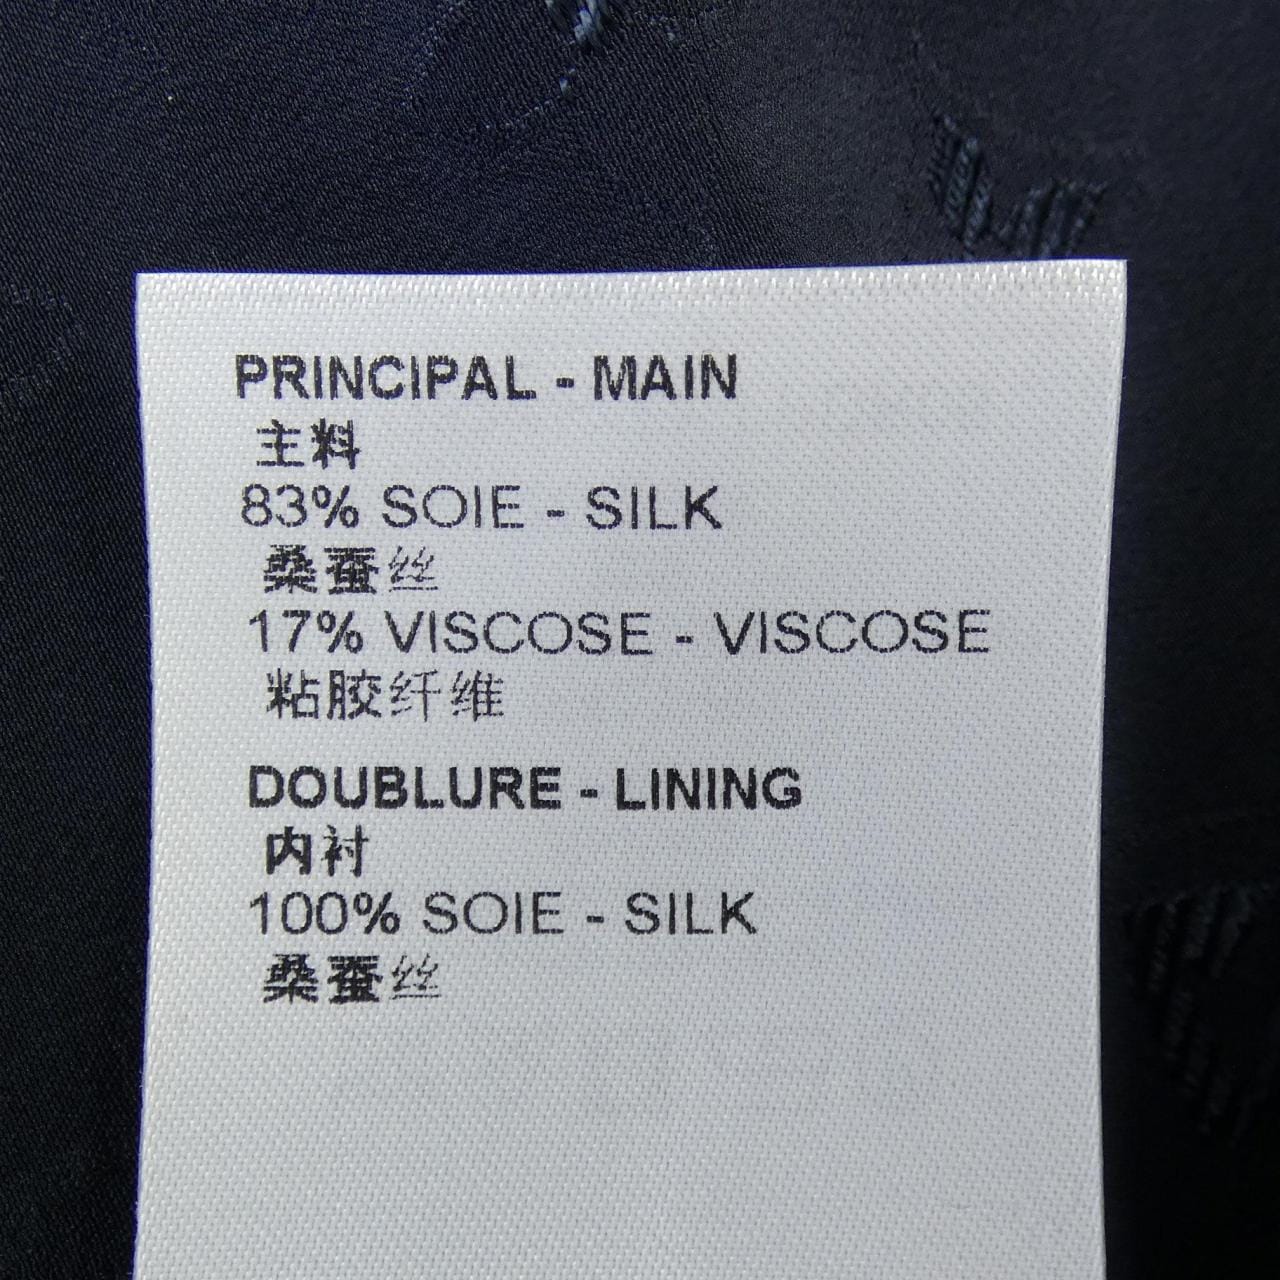 PRINCIPAL - MAIN
主料
83% SOIE - SILK
桑蚕丝
17% VISCOSE - VISCOSE
粘胶纤维
DOUBLURE - LINING
内衬
100% SOIE - SILK
桑蚕丝